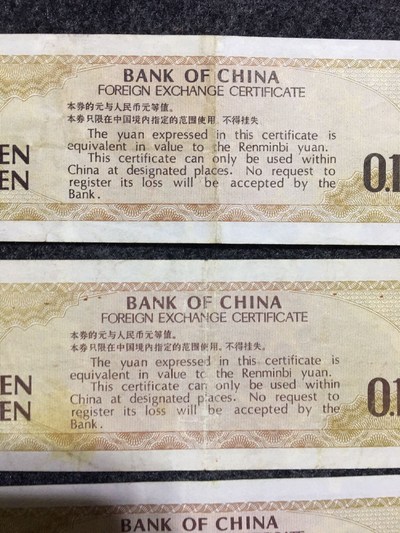 BANK OF CHINA
FOREIGN EXCHANGE CERTIFICATE
本券的元与人民币元等值。
本券只限在中国境内指定的范围使用,不得挂失。
The yuan expressed in this certificate is
equivalent in value to the Renminbi yuan.
This certificate can only be used within
China at designated places. No request to
register its loss will be accepted by the
Bank.
EN
EN
0.1
BANK OF CHINA
FOREIGN EXCHANGE CERTIFICATE
本券的元与人民币元等值。
本券只限在中国境内指定的范围使用,不得挂失。
The yuan expressed in this certificate is
equivalent in value to the Renminbi yuan.
This certificate can only be used within
China at designated places. No request to
register its loss will be accepted by the
Bank.
EN
EN
0.1
BANK OF CHINA